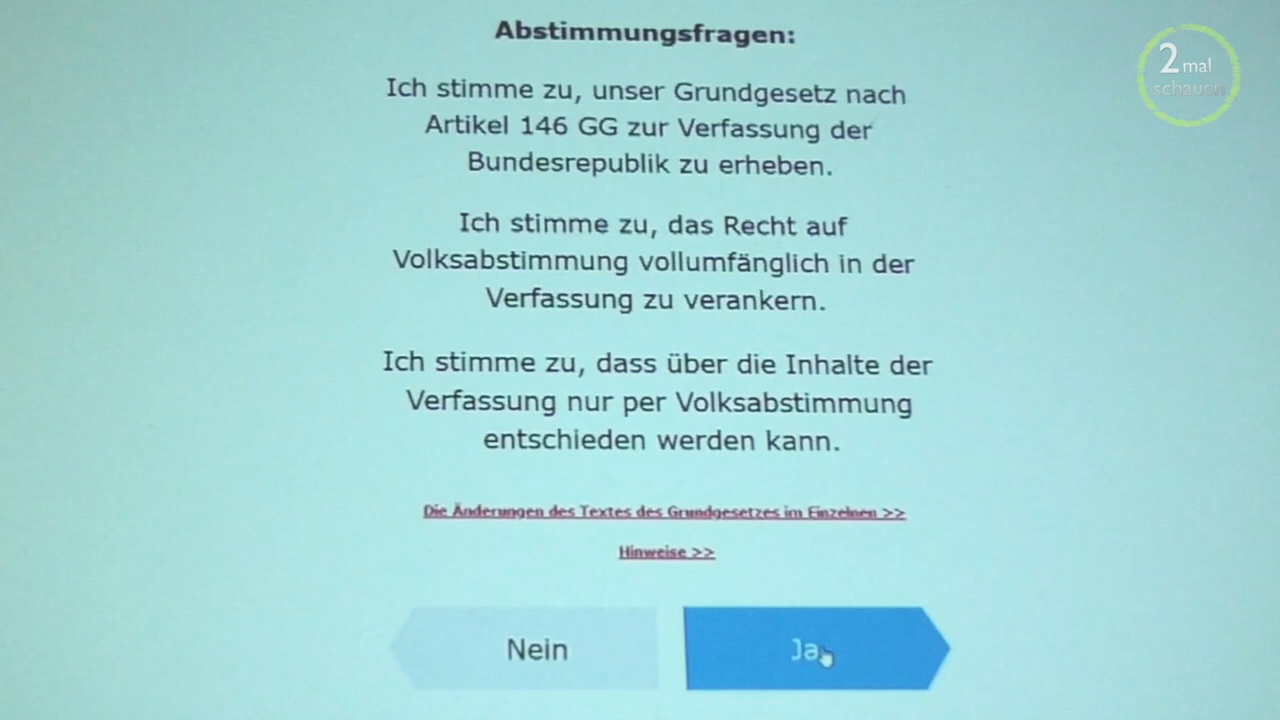 Abstimmungsfragen:
2 mal
schauen
Ich stimme zu, unser Grundgesetz nach
Artikel 146 GG zur Verfassung der
Bundesrepublik zu erheben.
Ich stimme zu, das Recht auf
Volksabstimmung vollumfänglich in der
Verfassung zu verankern.
Ich stimme zu, dass über die Inhalte der
Verfassung nur per Volksabstimmung
entschieden werden kann.
Die Änderungen des Textes des Grundgesetzes im Einzelnen >>
Hinweise >>
Nein
Ja